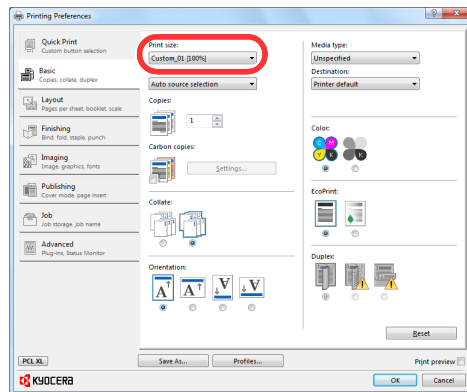 Printing Preferences
Quick Print
Custom button selection
Basic
Copies, collate, duplex
Layout
Pages per sheet, booklet, scale
Finishing
Bind, fold, staple, punch
Imaging
Image, graphics, fonts
Publishing
Cover mode, page insert
Job
Job storage, job name
Advanced
Plug-ins, Status Monitor
Print size:
Custom_01 [100%]
Auto source selection
Copies:
1
Carbon copies:
Settings...
Collate:
Orientation:
A A A A
Media type:
Unspecified
Destination:
Printer default
Color:
C M
Y K K
EcoPrint:
Duplex:
Reset
PCL XL
Save As...
Profiles...
Print preview
KYOCERA
OK
Cancel